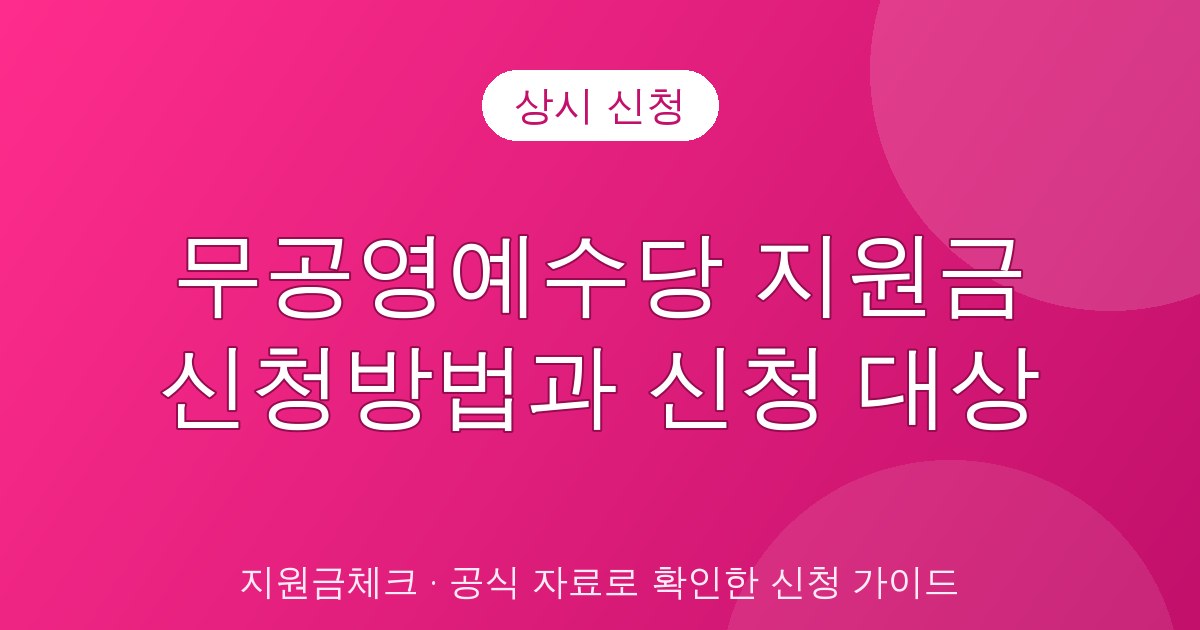 상시 신청
무공영예수당 지원금
신청방법과 신청 대상
지원금체크 · 공식 자료로 확인한 신청 가이드